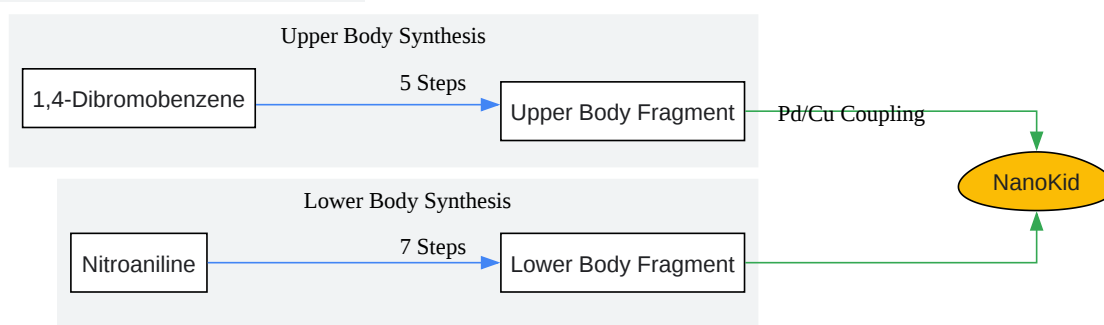 Upper Body Synthesis
1,4-Dibromobenzene
5 Steps
Upper Body Fragment
Pd/Cu Coupling
NanoKid
Lower Body Synthesis
Nitroaniline
7 Steps
Lower Body Fragment